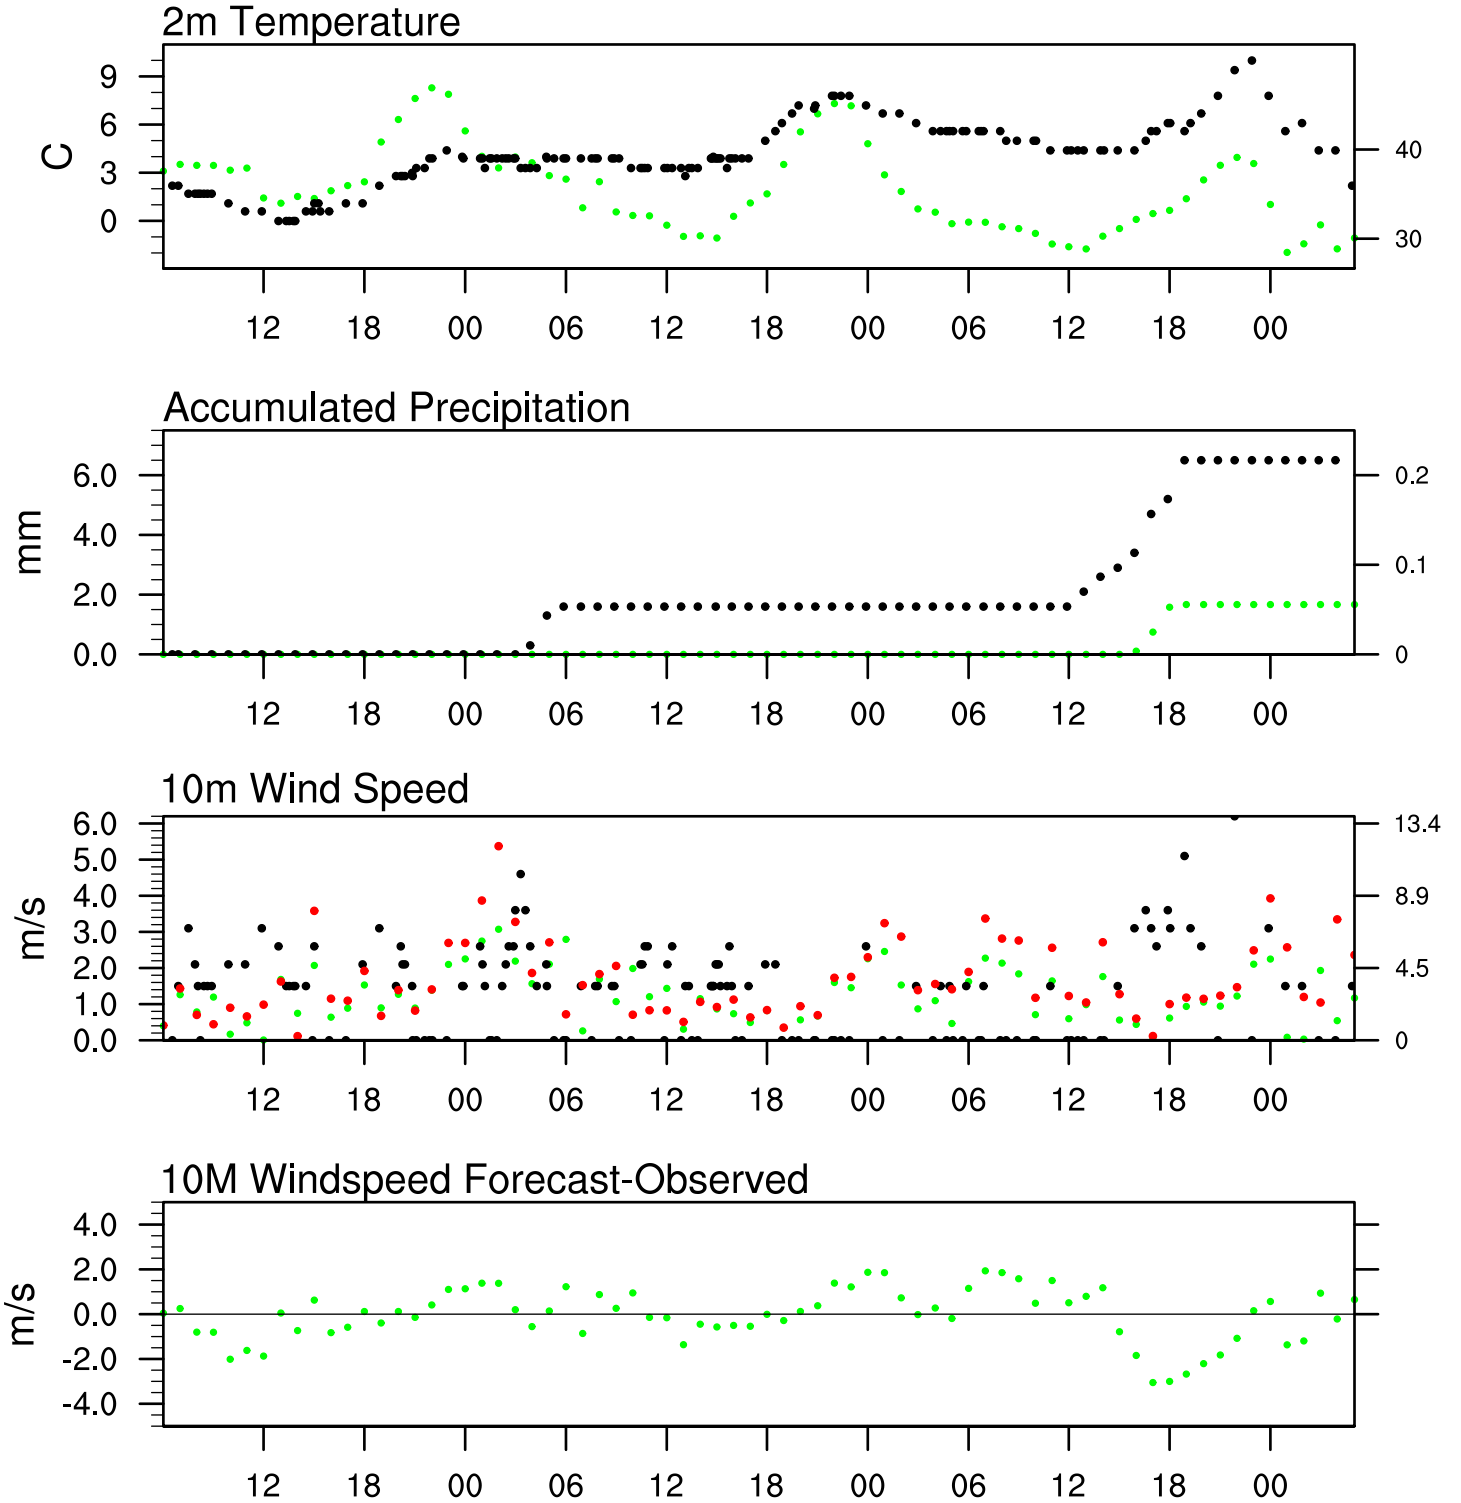 2m Temperature
9
6
3
0
C
40
30
12 18 00 06 12 18 00 06 12 18 00
Accumulated Precipitation
6.0
4.0
2.0
0.0
mm
0.2
0.1
0
12 18 00 06 12 18 00 06 12 18 00
10m Wind Speed
6.0
5.0
4.0
3.0
2.0
1.0
0.0
m/s
13.4
8.9
4.5
0
12 18 00 06 12 18 00 06 12 18 00
10M Windspeed Forecast-Observed
4.0
2.0
0.0
-2.0
-4.0
m/s
12 18 00 06 12 18 00 06 12 18 00